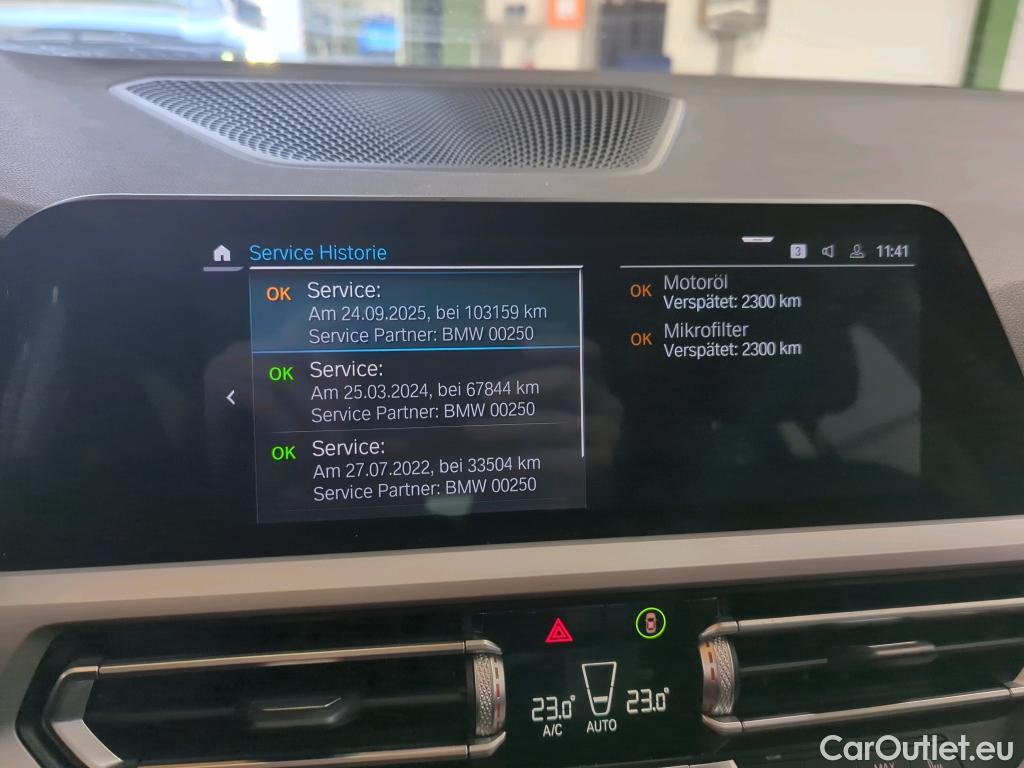 Service Historie
3
11:41
OK Service:
Am 24.09.2025, bei 103159 km
Service Partner: BMW 00250
OK Service:
Am 25.03.2024, bei 67844 km
Service Partner: BMW 00250
OK Service:
Am 27.07.2022, bei 33504 km
Service Partner: BMW 00250
OK Motoröl
Verspätet: 2300 km
OK Mikrofilter
Verspätet: 2300 km
23.0° 23.0°
A/C AUTO
MAX
CarOutlet.eu